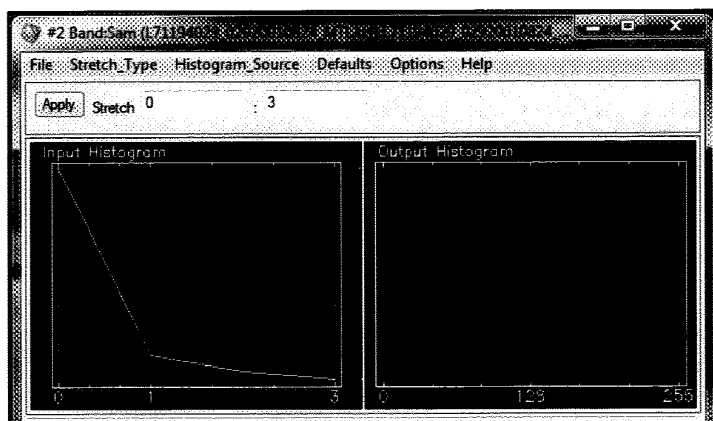 #2 Band:Sam
File Stretch_Type Histogram_Source Defaults Options Help
Apply Stretch 0 : 3
Input Histogram
Output Histogram
0 1 3
0 128 255